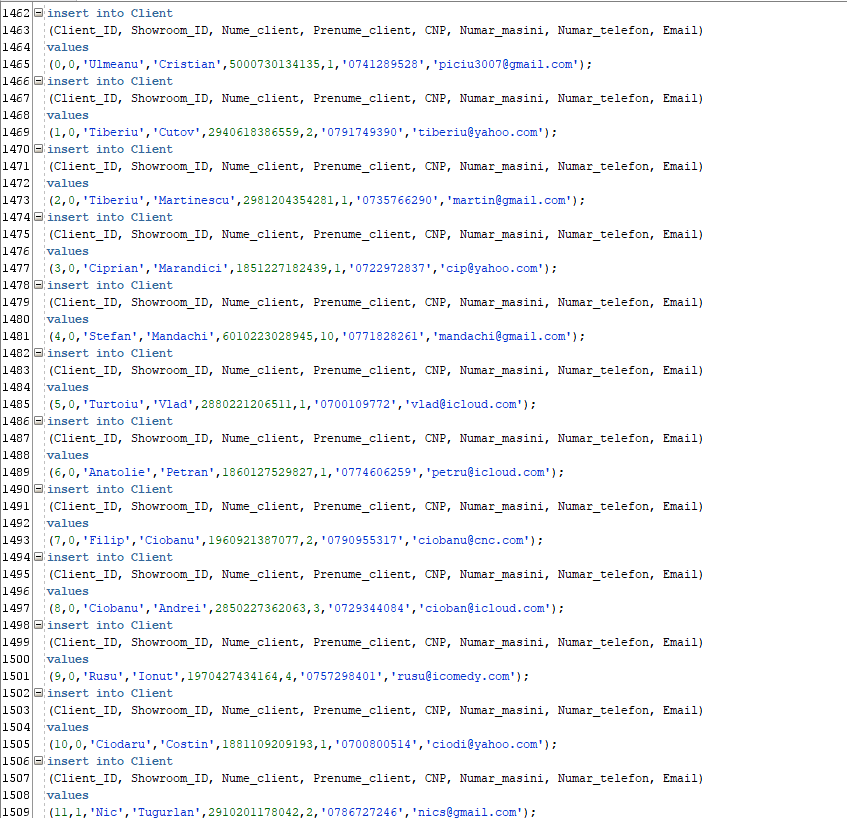 1462 insert into Client
1463 (Client_ID, Showroom_ID, Nume_client, Prenume_client, CNP, Numar_masini, Numar_telefon, Email)
1464 values
1465 (0,0,'Ulmeanu','Cristian',5000730134135,1,'0741289528','piciu3007@gmail.com');
1466 insert into Client
1467 (Client_ID, Showroom_ID, Nume_client, Prenume_client, CNP, Numar_masini, Numar_telefon, Email)
1468 values
1469 (1,0,'Tiberiu','Cutov',2940618386559,2,'0791749390','tiberiu@yahoo.com');
1470 insert into Client
1471 (Client_ID, Showroom_ID, Nume_client, Prenume_client, CNP, Numar_masini, Numar_telefon, Email)
1472 values
1473 (2,0,'Tiberiu','Martinescu',2981204354281,1,'0735766290','martin@gmail.com');
1474 insert into Client
1475 (Client_ID, Showroom_ID, Nume_client, Prenume_client, CNP, Numar_masini, Numar_telefon, Email)
1476 values
1477 (3,0,'Ciprian','Marandici',1851227182439,1,'0722972837','cip@yahoo.com');
1478 insert into Client
1479 (Client_ID, Showroom_ID, Nume_client, Prenume_client, CNP, Numar_masini, Numar_telefon, Email)
1480 values
1481 (4,0,'Stefan','Mandachi',6010223028945,10,'0771828261','mandachi@gmail.com');
1482 insert into Client
1483 (Client_ID, Showroom_ID, Nume_client, Prenume_client, CNP, Numar_masini, Numar_telefon, Email)
1484 values
1485 (5,0,'Turtoiu','Vlad',2880221206511,1,'0700109772','vlad@icloud.com');
1486 insert into Client
1487 (Client_ID, Showroom_ID, Nume_client, Prenume_client, CNP, Numar_masini, Numar_telefon, Email)
1488 values
1489 (6,0,'Anatolie','Petran',1860127529827,1,'0774606259','petru@icloud.com');
1490 insert into Client
1491 (Client_ID, Showroom_ID, Nume_client, Prenume_client, CNP, Numar_masini, Numar_telefon, Email)
1492 values
1493 (7,0,'Filip','Ciobanu',1960921387077,2,'0790955317','ciobanu@cnc.com');
1494 insert into Client
1495 (Client_ID, Showroom_ID, Nume_client, Prenume_client, CNP, Numar_masini, Numar_telefon, Email)
1496 values
1497 (8,0,'Ciobanu','Andrei',2850227362063,3,'0729344084','cioban@icloud.com');
1498 insert into Client
1499 (Client_ID, Showroom_ID, Nume_client, Prenume_client, CNP, Numar_masini, Numar_telefon, Email)
1500 values
1501 (9,0,'Rusu','Ionut',1970427434164,4,'0757298401','rusu@icomedy.com');
1502 insert into Client
1503 (Client_ID, Showroom_ID, Nume_client, Prenume_client, CNP, Numar_masini, Numar_telefon, Email)
1504 values
1505 (10,0,'Ciodaru','Costin',1881109209193,1,'0700800514','ciodi@yahoo.com');
1506 insert into Client
1507 (Client_ID, Showroom_ID, Nume_client, Prenume_client, CNP, Numar_masini, Numar_telefon, Email)
1508 values
1509 (11,1,'Nic','Tugurlan',2910201178042,2,'0786727246','nics@gmail.com');